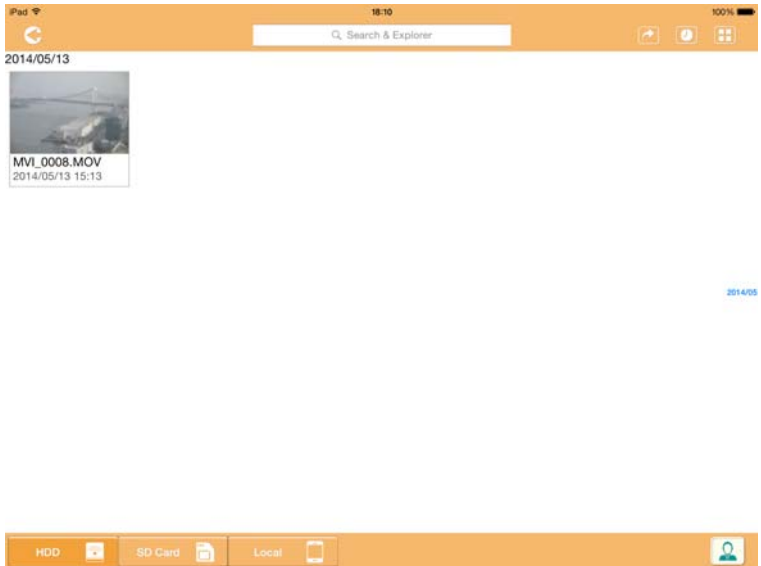 iPad 18:10 100%
Search & Explorer
2014/05/13
MVI_0008.MOV
2014/05/13 15:13
2014/05
HDD SD Card Local